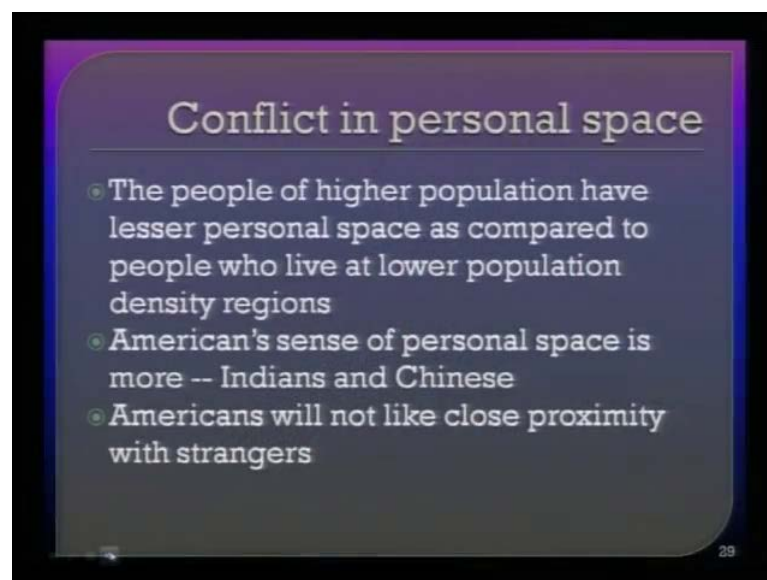 Conflict in personal space
The people of higher population have
lesser personal space as compared to
people who live at lower population
density regions
American's sense of personal space is
more -- Indians and Chinese
Americans will not like close proximity
with strangers
29